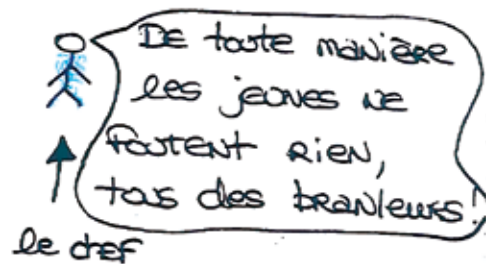 De toute manière
les jeunes ne
foutent rien,
tous des branleurs!
le chef